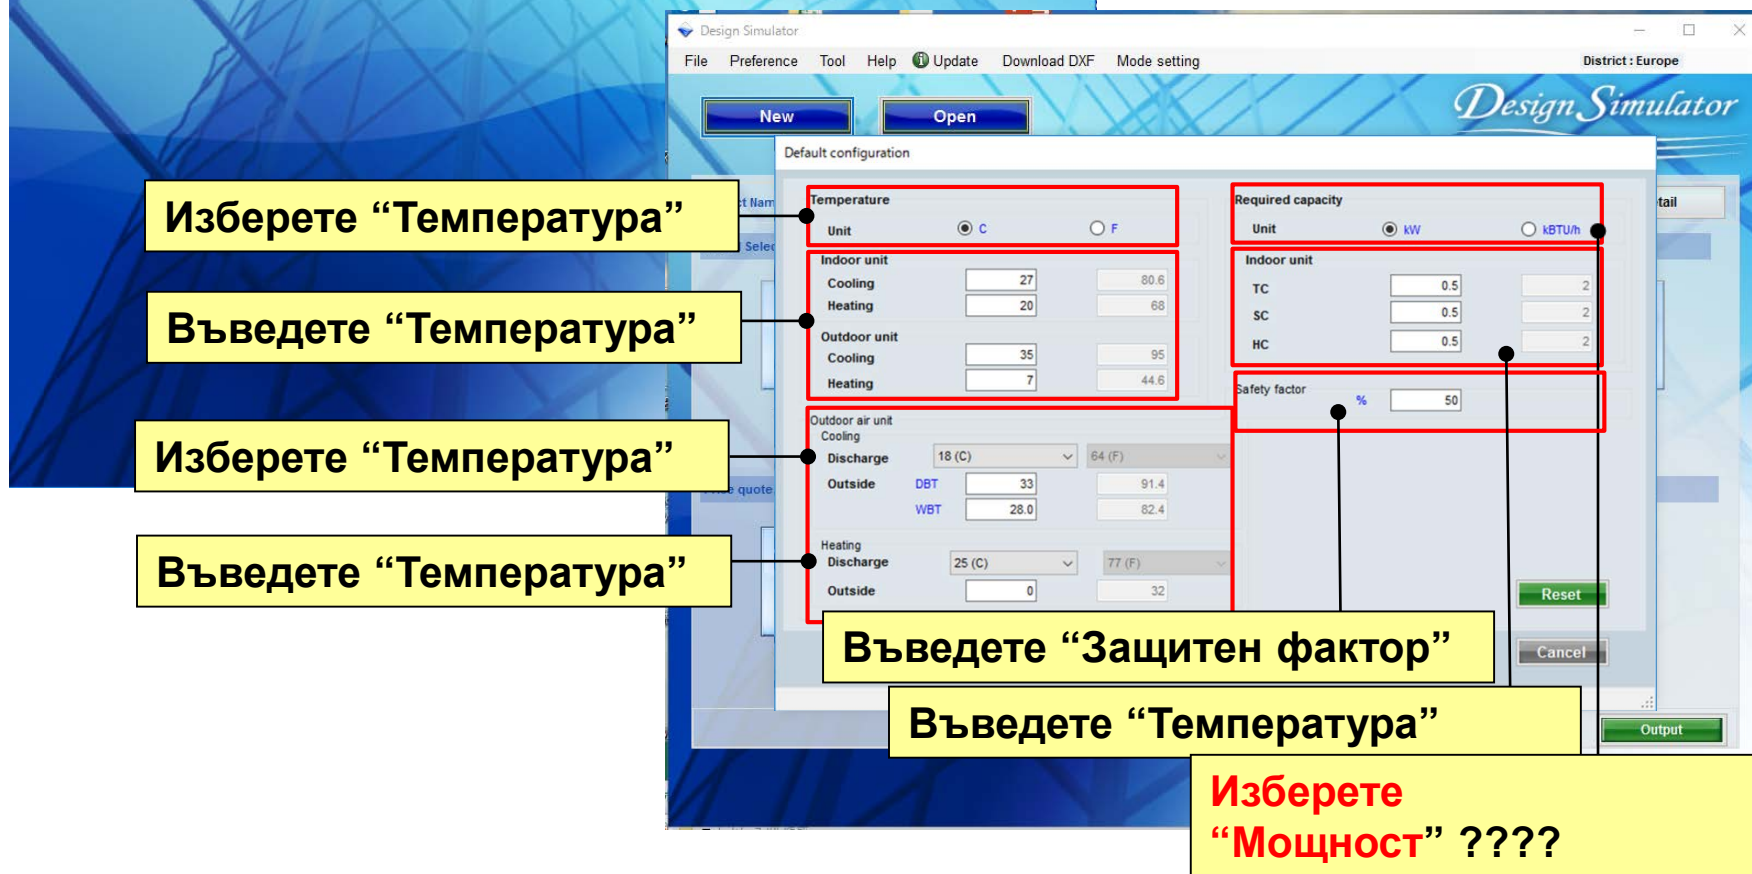 Design Simulator
File Preference Tool Help Update Download DXF Mode setting
District : Europe
New Open
Design Simulator
Default configuration
Изберете “Температура”
Temperature
Unit C F
Required capacity
Unit kW kBTU/h
Въведете “Температура”
Indoor unit
Cooling 27 80.6
Heating 20 68
Outdoor unit
Cooling 35 95
Heating 7 44.6
Indoor unit
TC 0.5 2
SC 0.5 2
HC 0.5 2
Safety factor
% 50
Изберете “Температура”
Outdoor air unit
Cooling
Discharge 18 (C) 64 (F)
Outside DBT 33 91.4
WBT 28.0 82.4
quote
Въведете “Температура”
Heating
Discharge 25 (C) 77 (F)
Outside 0 32
Reset
Въведете “Защитен фактор”
Cancel
Въведете “Температура”
Output
Изберете
“Мощност” ????